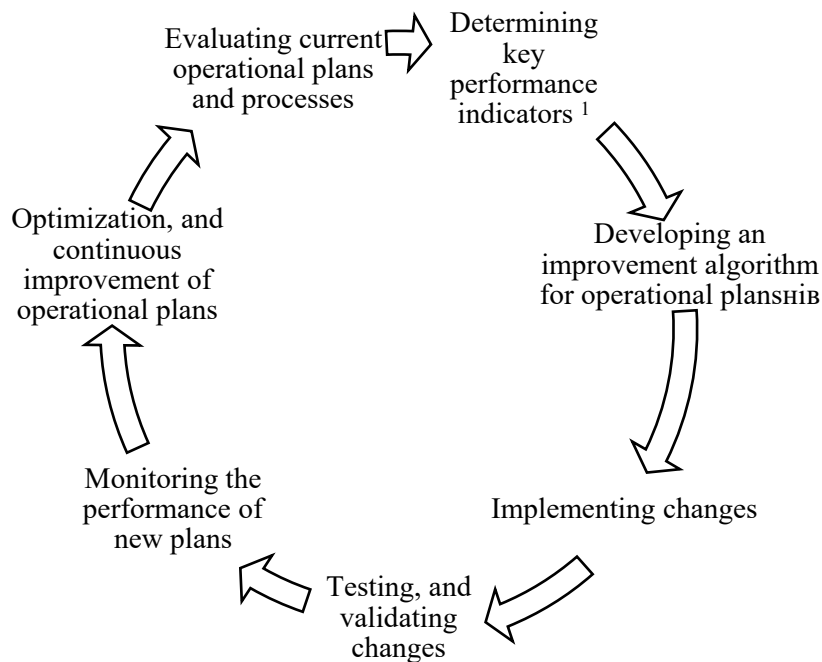 Evaluating current
operational plans
and processes
Determining
key
performance
indicators ¹
Developing an
improvement algorithm
for operational plansнів
Implementing changes
Testing, and
validating
changes
Monitoring the
performance of
new plans
Optimization, and
continuous
improvement of
operational plans